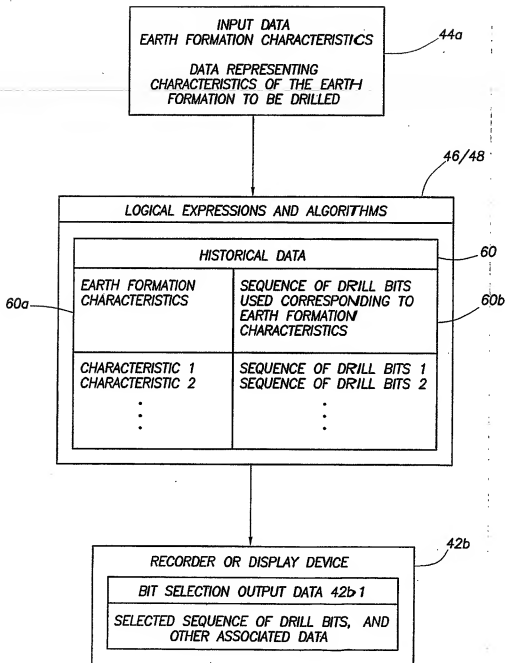 INPUT DATA
EARTH FORMATION CHARACTERISTICS
DATA REPRESENTING
CHARACTERISTICS OF THE EARTH
FORMATION TO BE DRILLED
44a
46/48
LOGICAL EXPRESSIONS AND ALGORITHMS
HISTORICAL DATA
60
60a
EARTH FORMATION
CHARACTERISTICS
SEQUENCE OF DRILL BITS
USED CORRESPONDING TO
EARTH FORMATION
CHARACTERISTICS
60b
CHARACTERISTIC 1
CHARACTERISTIC 2
SEQUENCE OF DRILL BITS 1
SEQUENCE OF DRILL BITS 2
42b
RECORDER OR DISPLAY DEVICE
BIT SELECTION OUTPUT DATA 42b1
SELECTED SEQUENCE OF DRILL BITS, AND
OTHER ASSOCIATED DATA